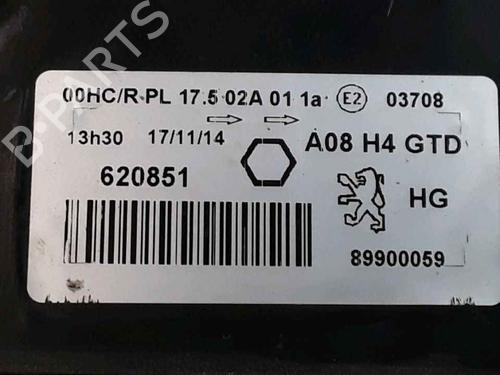 B-PARTS
00HC/R-PL 17.5 02A 01 1a E2 03708
13h30 17/11/14 A08 H4 GTD
620851 HG
89900059